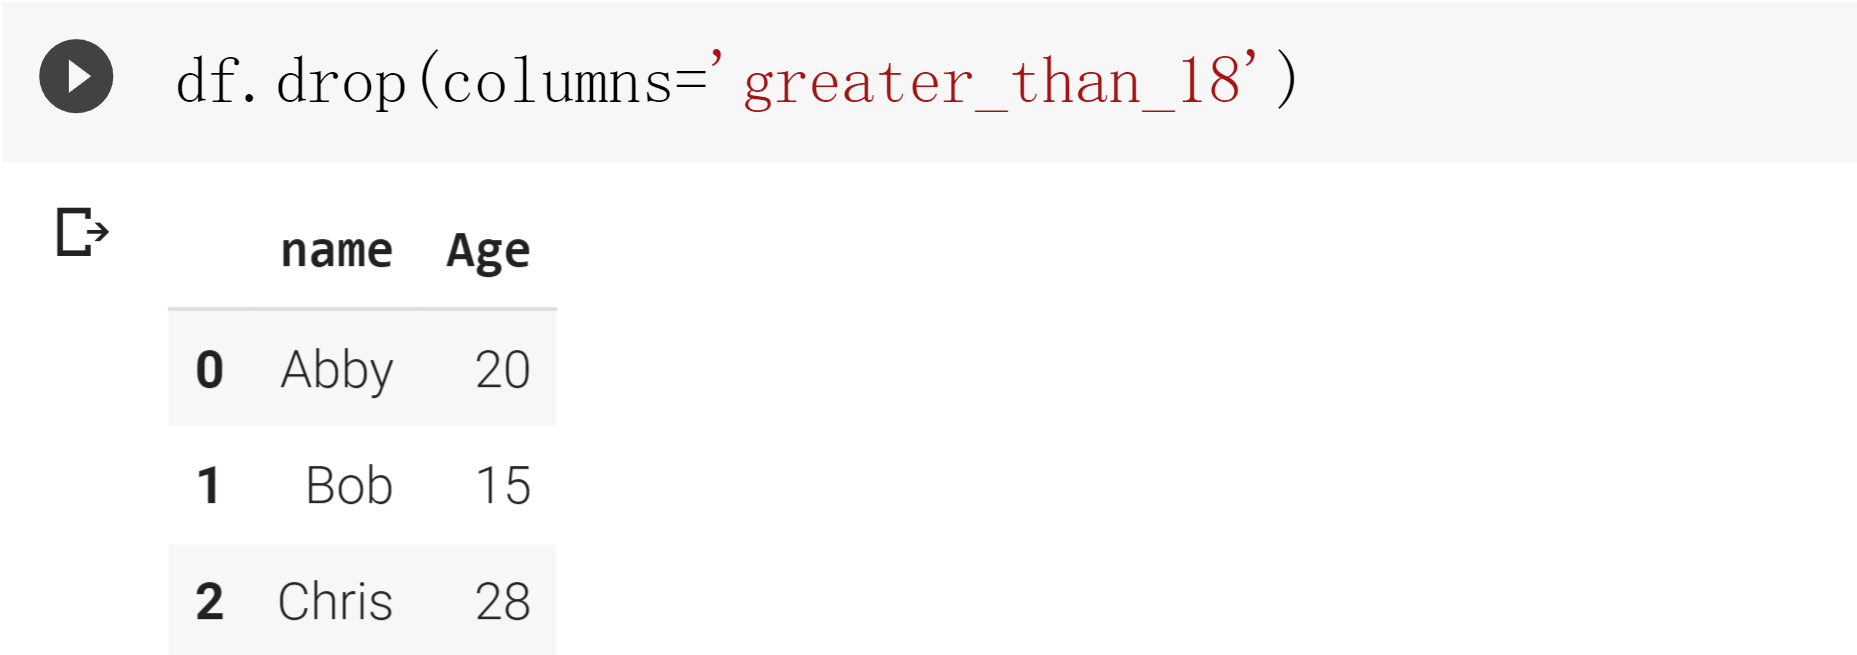 df.drop(columns='greater_than_18')
name Age
0 Abby 20
1 Bob 15
2 Chris 28